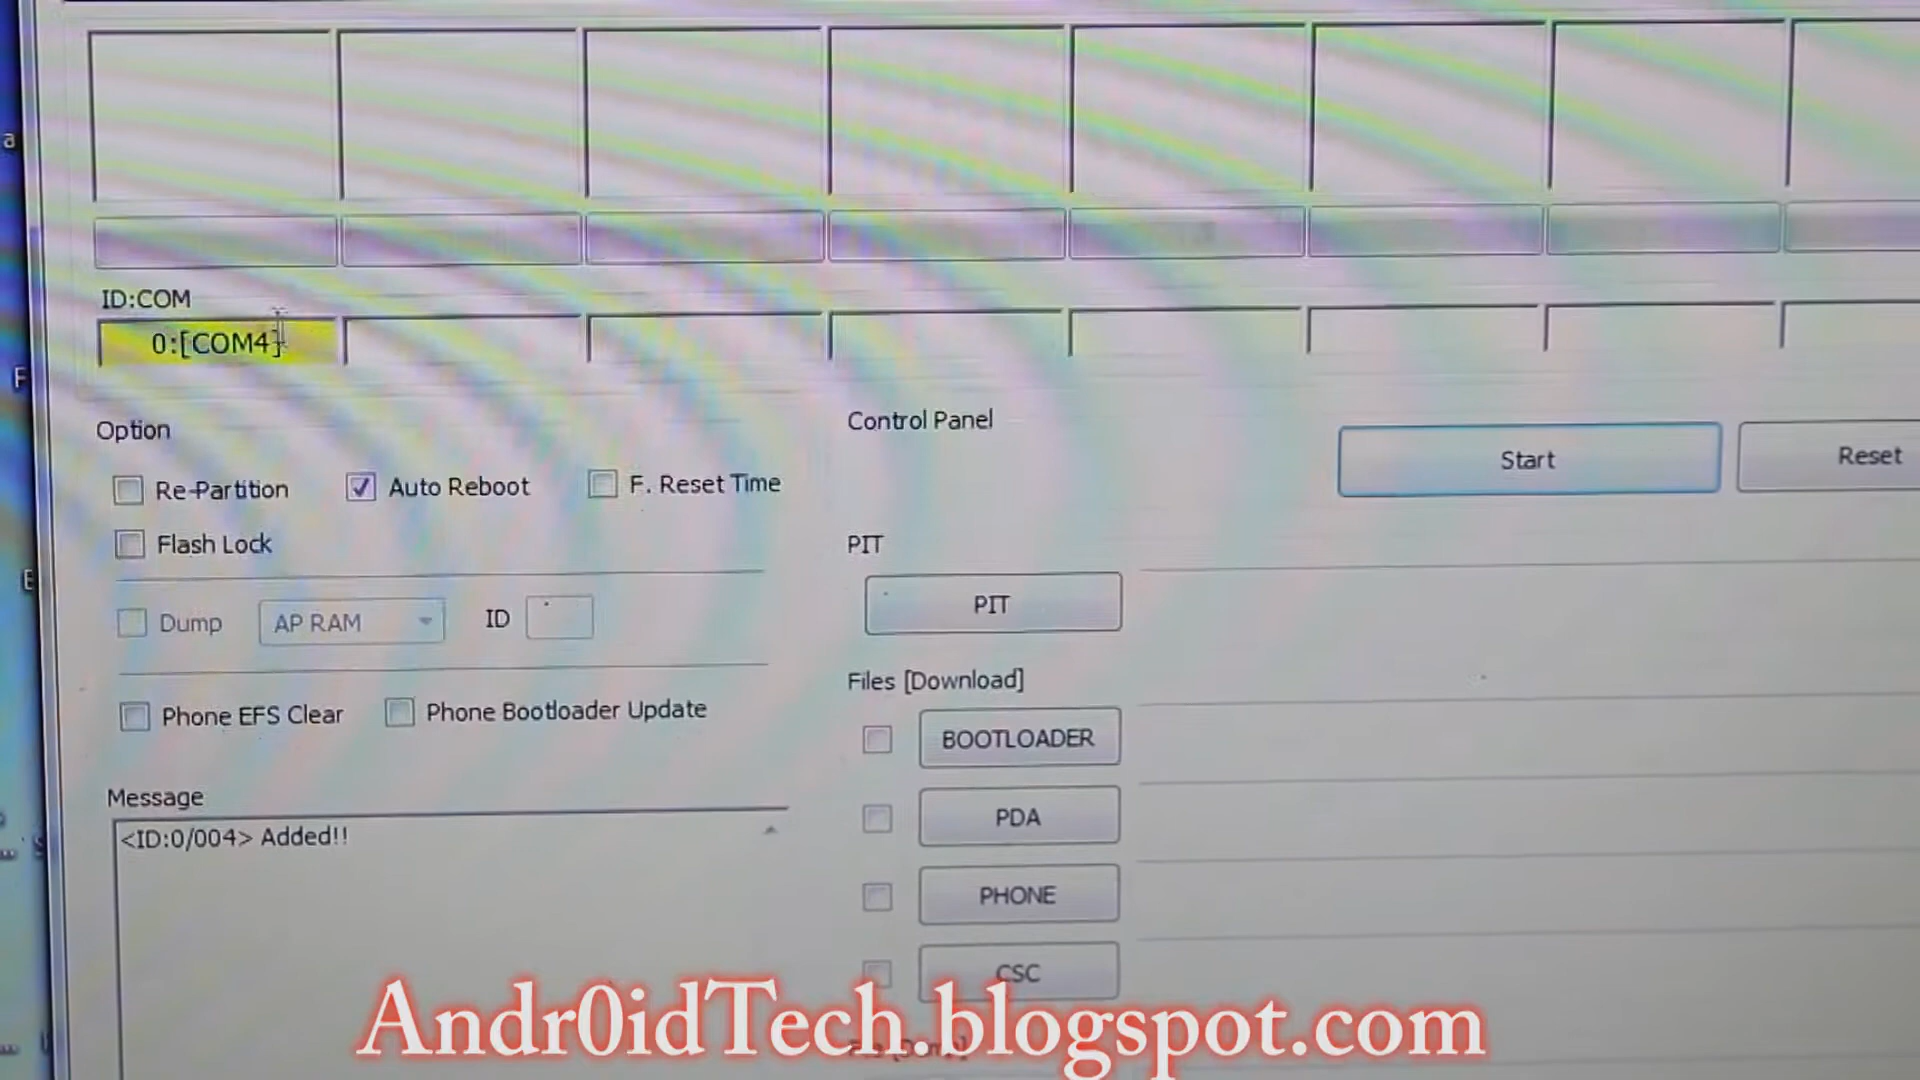 ID:COM
0:[COM4]
Option
Control Panel
Start
Reset
Re-Partition
Auto Reboot
F. Reset Time
Flash Lock
PIT
PIT
Dump
AP RAM
ID
Files [Download]
Phone EFS Clear
Phone Bootloader Update
BOOTLOADER
Message
<ID:0/004> Added!!
PDA
PHONE
CSC
Andr0idTech.blogspot.com